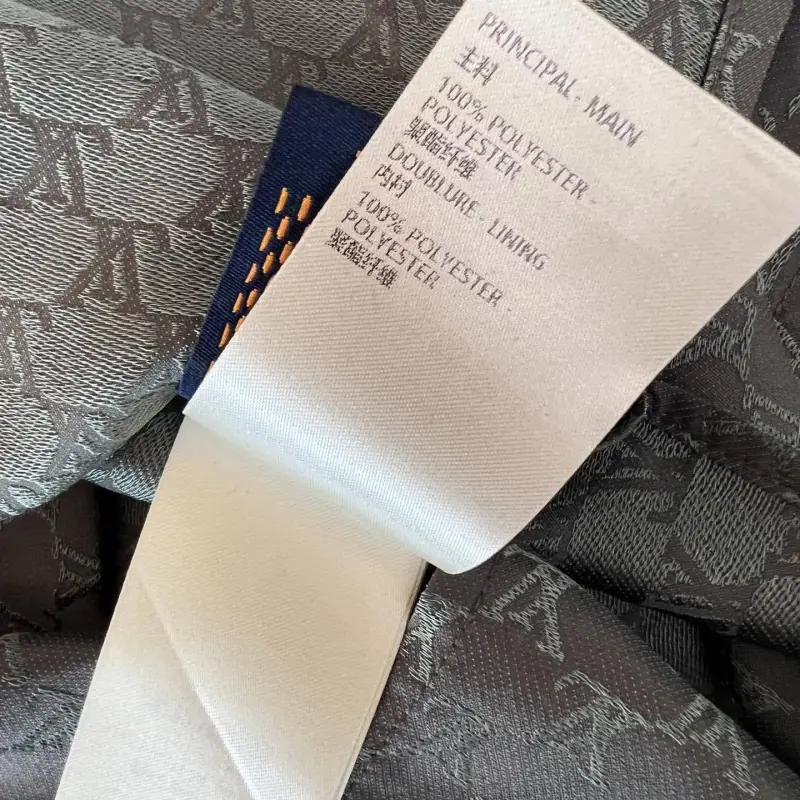 PRINCIPAL - MAIN
主料
100% POLYESTER -
POLYESTER
聚酯纤维
DOUBLURE - LINING
内衬
100% POLYESTER -
POLYESTER
聚酯纤维